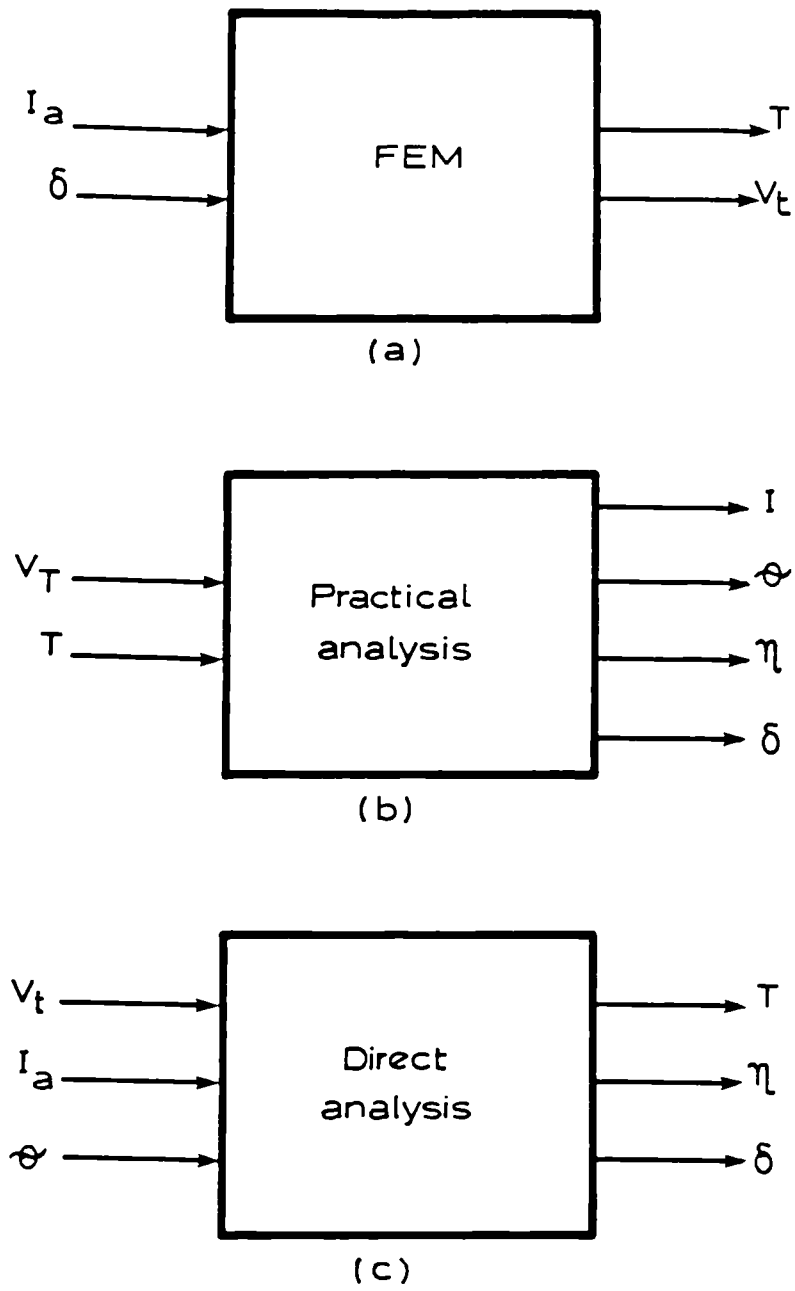 I_a
δ
FEM
T
V_t
(a)
V_T
T
Practical
analysis
I
ϑ
η
δ
(b)
V_t
I_a
ϑ
Direct
analysis
T
η
δ
(c)